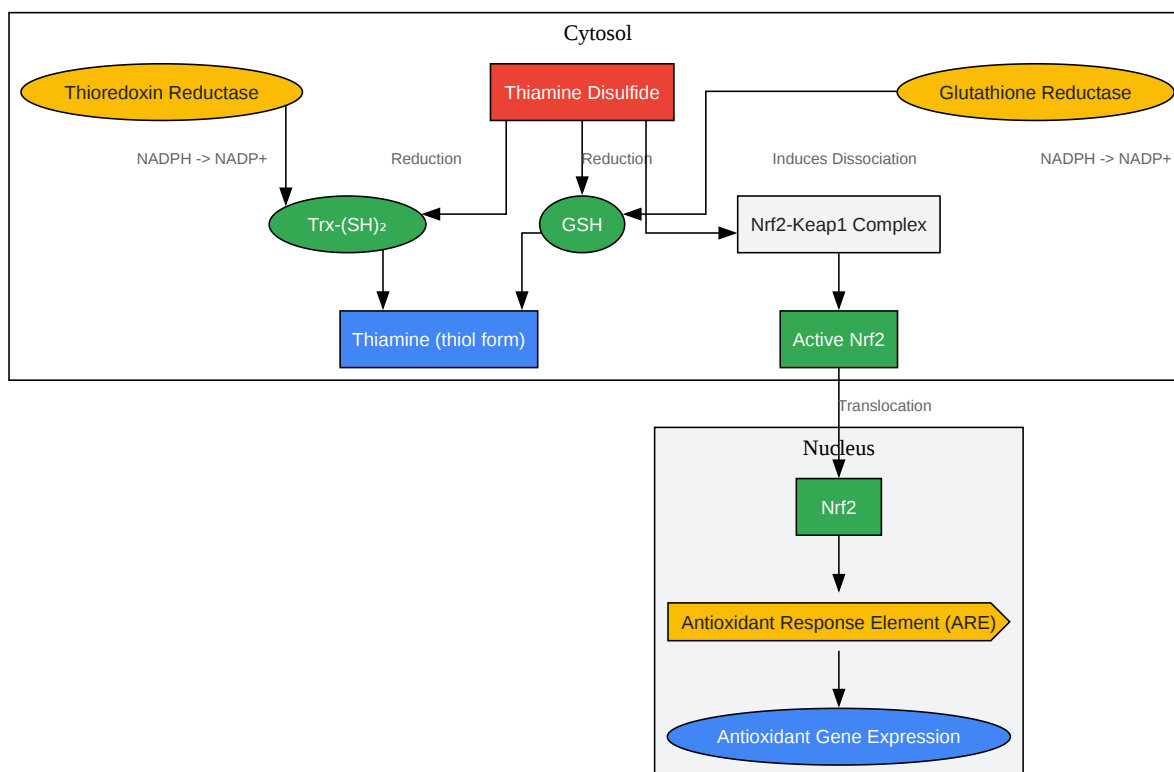 Cytosol
Thioredoxin Reductase
Thiamine Disulfide
Glutathione Reductase
NADPH -> NADP+
Reduction
Reduction
Induces Dissociation
NADPH -> NADP+
Trx-(SH)₂
GSH
Nrf2-Keap1 Complex
Thiamine (thiol form)
Active Nrf2
Translocation
Nucleus
Nrf2
Antioxidant Response Element (ARE)
Antioxidant Gene Expression